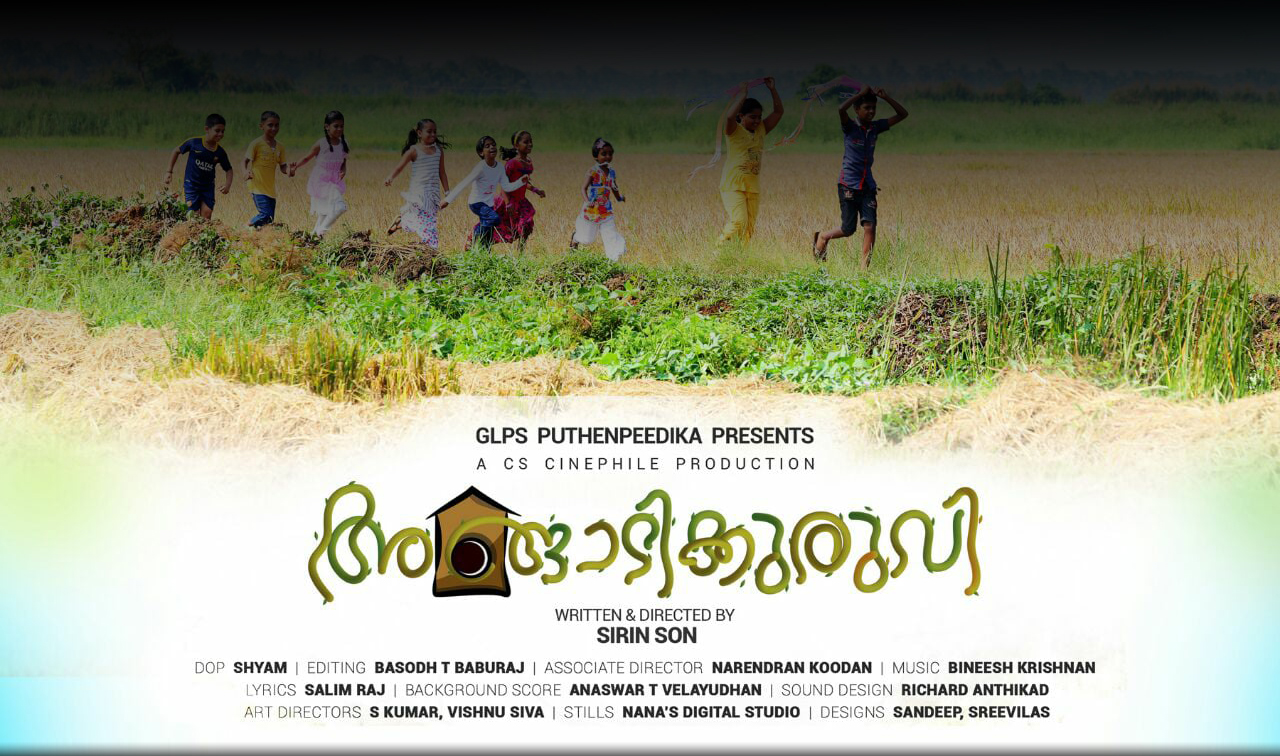 GLPS PUTHENPEEDIKA PRESENTS
A CS CINEPHILE PRODUCTION
അങ്ങാടിക്കുരുവി
WRITTEN & DIRECTED BY
SIRIN SON
DOP SHYAM | EDITING BASODH T BABURAJ | ASSOCIATE DIRECTOR NARENDRAN KOODAN | MUSIC BINEESH KRISHNAN
LYRICS SALIM RAJ | BACKGROUND SCORE ANASWAR T VELAYUDHAN | SOUND DESIGN RICHARD ANTHIKAD
ART DIRECTORS S KUMAR, VISHNU SIVA | STILLS NANA'S DIGITAL STUDIO | DESIGNS SANDEEP, SREEVILAS